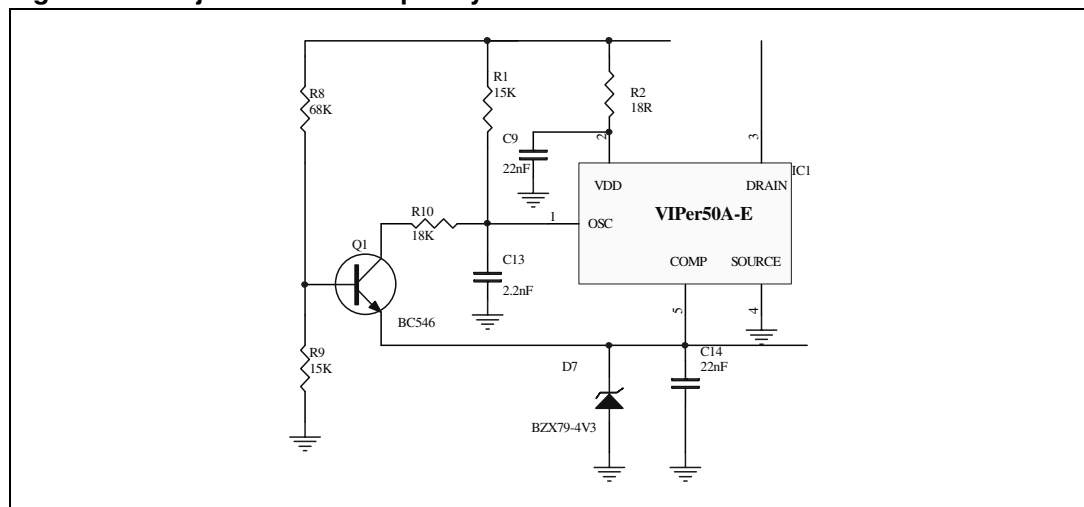 R8
68K
R1
15K
R2
18R
C9
22nF
2
3
IC1
VDD
DRAIN
VIPer50A-E
OSC
1
R10
18K
Q1
COMP
SOURCE
C13
2.2nF
BC546
5
4
R9
15K
D7
C14
22nF
BZX79-4V3